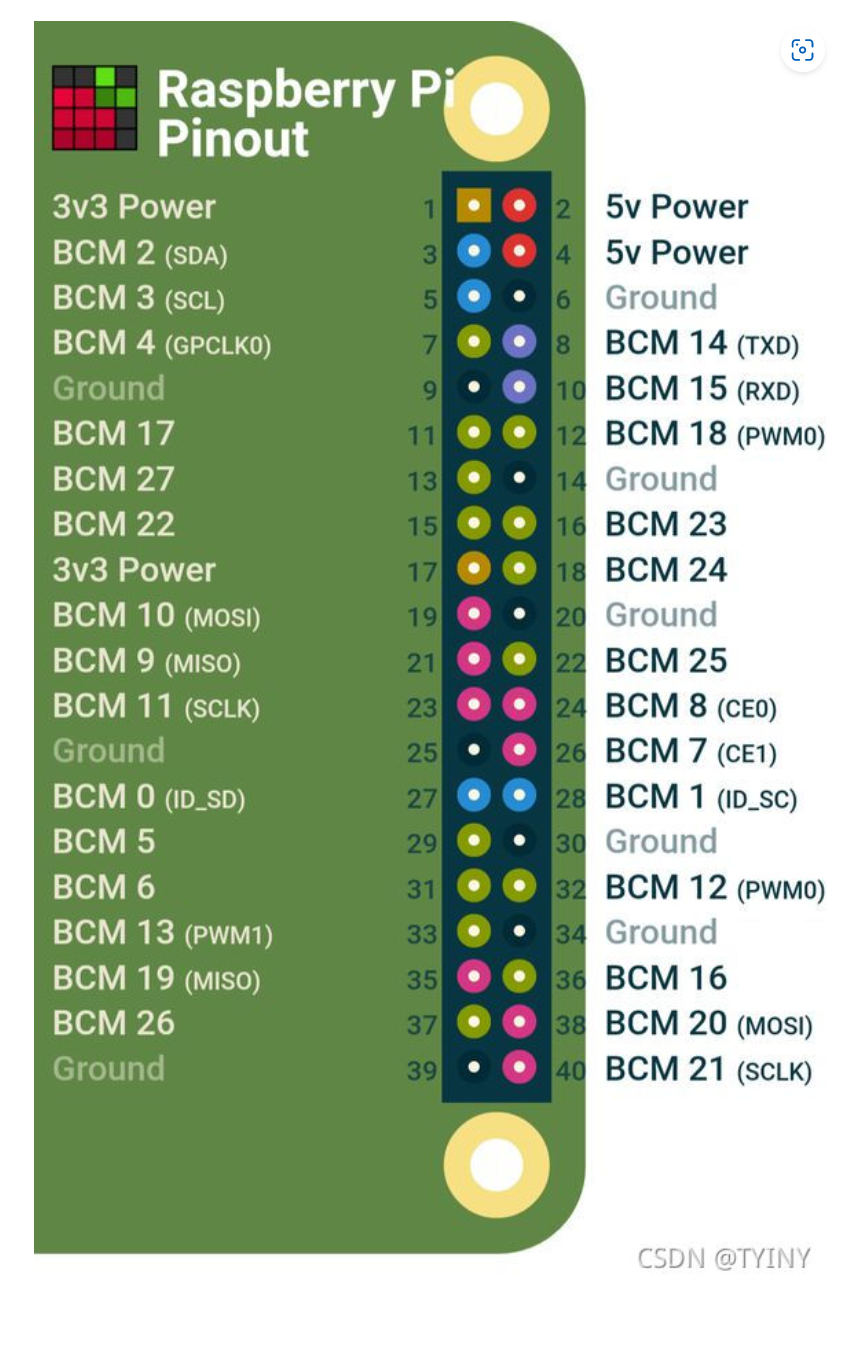 Raspberry Pi
Pinout
3v3 Power 1 2 5v Power
BCM 2 (SDA) 3 4 5v Power
BCM 3 (SCL) 5 6 Ground
BCM 4 (GPCLK0) 7 8 BCM 14 (TXD)
Ground 9 10 BCM 15 (RXD)
BCM 17 11 12 BCM 18 (PWM0)
BCM 27 13 14 Ground
BCM 22 15 16 BCM 23
3v3 Power 17 18 BCM 24
BCM 10 (MOSI) 19 20 Ground
BCM 9 (MISO) 21 22 BCM 25
BCM 11 (SCLK) 23 24 BCM 8 (CE0)
Ground 25 26 BCM 7 (CE1)
BCM 0 (ID_SD) 27 28 BCM 1 (ID_SC)
BCM 5 29 30 Ground
BCM 6 31 32 BCM 12 (PWM0)
BCM 13 (PWM1) 33 34 Ground
BCM 19 (MISO) 35 36 BCM 16
BCM 26 37 38 BCM 20 (MOSI)
Ground 39 40 BCM 21 (SCLK)
CSDN @TYINY